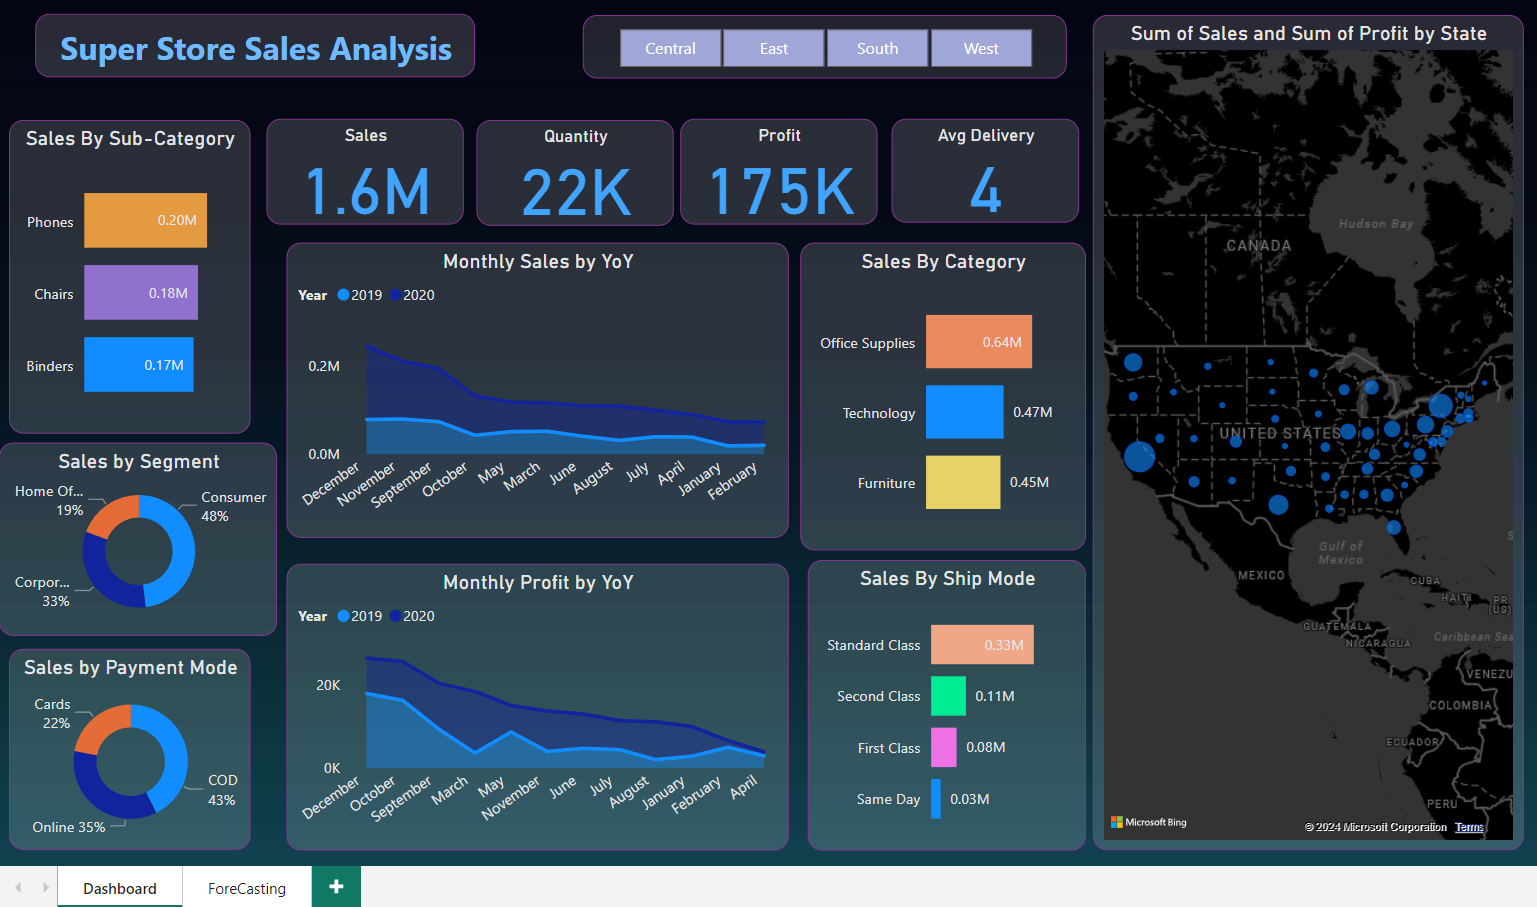 Super Store Sales Analysis
Central
East
South
West
Sum of Sales and Sum of Profit by State
Sales By Sub-Category
Phones
0.20M
Chairs
0.18M
Binders
0.17M
Sales
1.6M
Quantity
22K
Profit
175K
Avg Delivery
4
Monthly Sales by YoY
Year 2019 2020
0.2M
0.0M
December
November
September
October
May
March
June
August
July
April
January
February
Sales By Category
Office Supplies
0.64M
Technology
0.47M
Furniture
0.45M
Sales by Segment
Home Of...
19%
Consumer
48%
Corpor...
33%
Monthly Profit by YoY
Year 2019 2020
20K
0K
December
October
September
March
May
November
June
July
August
January
February
April
Sales By Ship Mode
Standard Class
0.33M
Second Class
0.11M
First Class
0.08M
Same Day
0.03M
Sales by Payment Mode
Cards
22%
COD
43%
Online 35%
Hudson Bay
CANADA
UNITED STATES
Gulf of
Mexico
MEXICO
CUBA
HAITI
PR
(US)
GUATEMALA
NICARAGUA
Caribbean Sea
VENEZU
COLOMBIA
ECUADOR
PERU
S
Microsoft Bing
© 2024 Microsoft Corporation Terms
Dashboard
ForeCasting
+